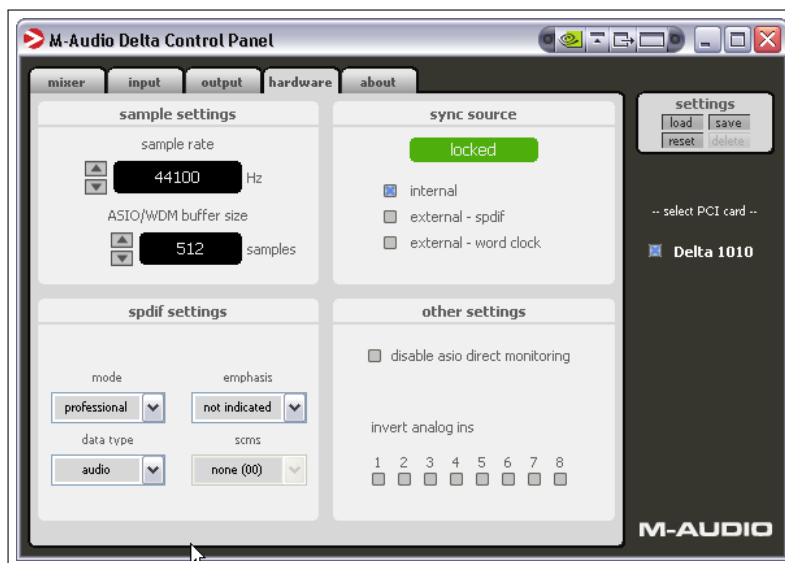 M-Audio Delta Control Panel
mixer
input
output
hardware
about
sample settings
sample rate
44100
Hz
ASIO/WDM buffer size
512
samples
sync source
locked
internal
external - spdif
external - word clock
settings
load
save
reset
delete
-- select PCI card --
Delta 1010
spdif settings
mode
emphasis
professional
not indicated
data type
scms
audio
none (00)
other settings
disable asio direct monitoring
invert analog ins
1 2 3 4 5 6 7 8
M-AUDIO